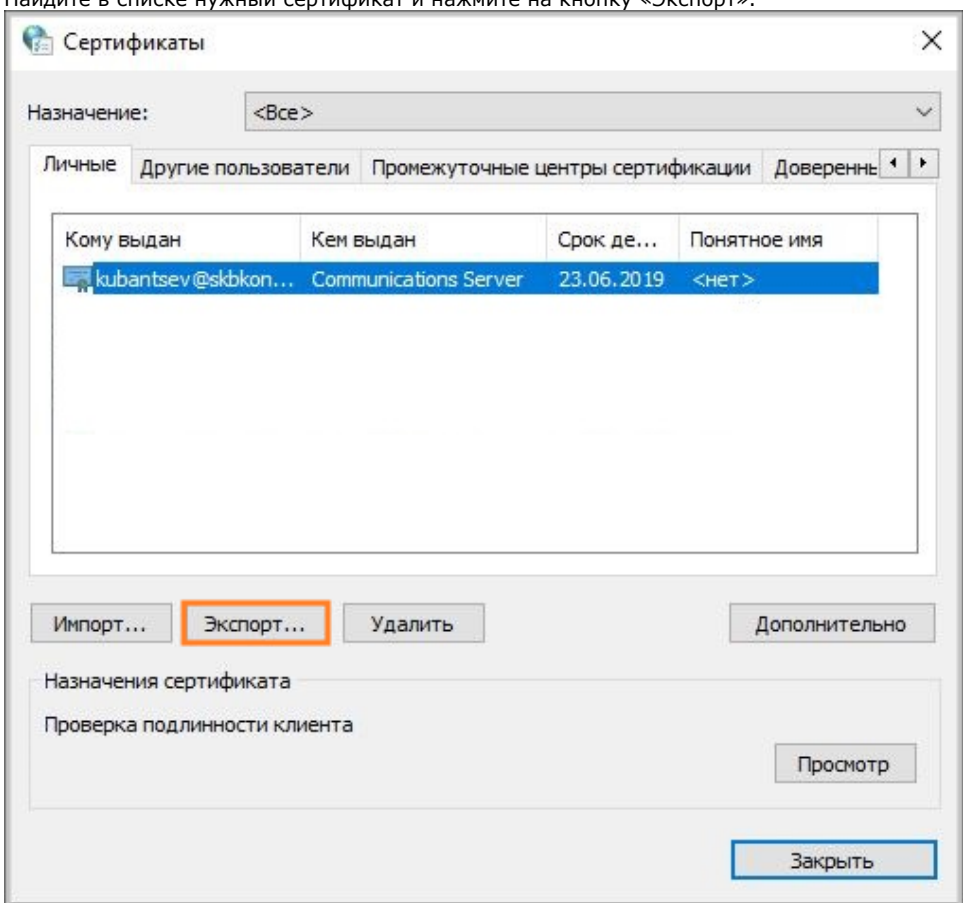 Найдите в списке нужный сертификат и нажмите на кнопку «Экспорт».
Сертификаты
Назначение: <Все>
Личные Другие пользователи Промежуточные центры сертификации Доверенны
Кому выдан Кем выдан Срок де... Понятное имя
kubantsev@skbkon... Communications Server 23.06.2019 <нет>
Импорт... Экспорт... Удалить Дополнительно
Назначения сертификата
Проверка подлинности клиента
Просмотр
Закрыть